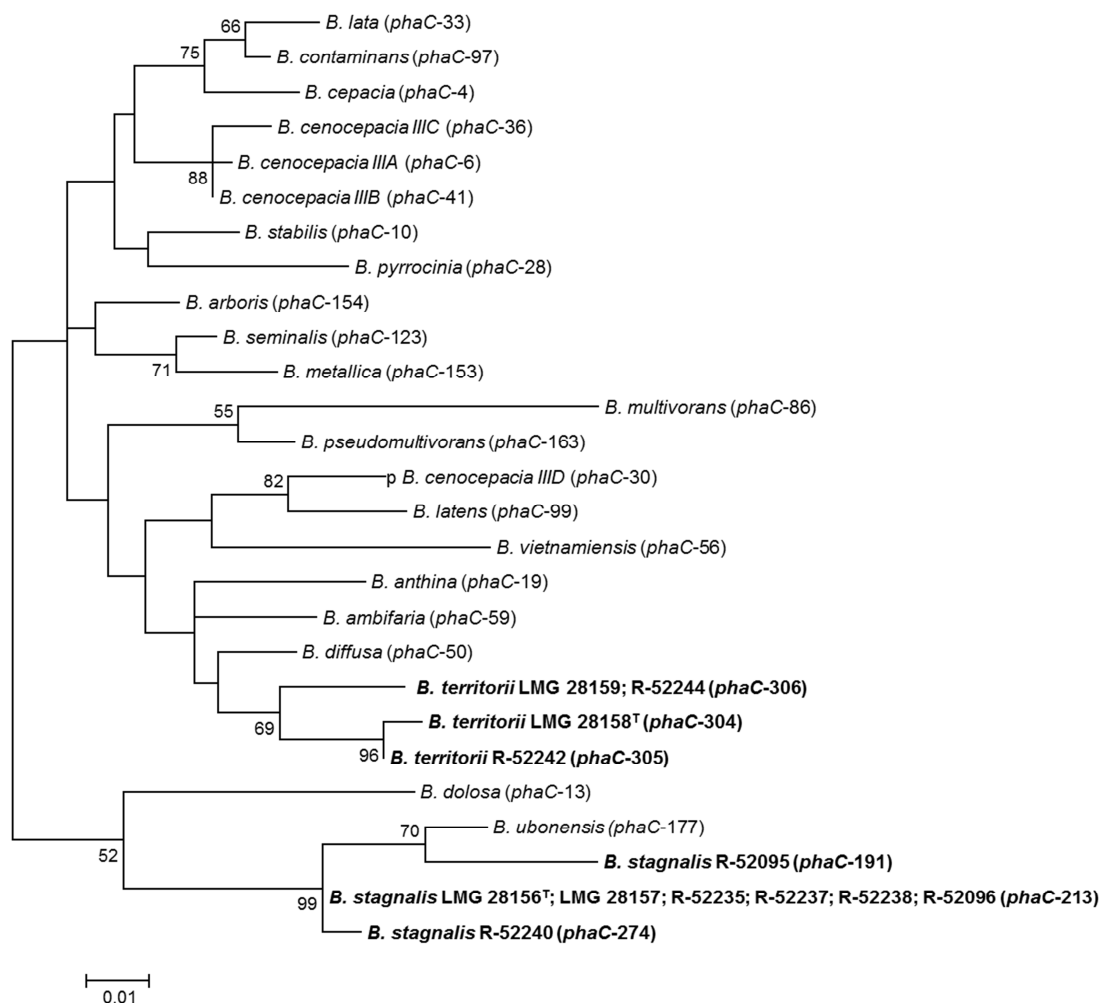 66
B. lata (phaC-33)
75
B. contaminans (phaC-97)
B. cepacia (phaC-4)
B. cenocepacia IIIC (phaC-36)
B. cenocepacia IIIA (phaC-6)
88
B. cenocepacia IIIB (phaC-41)
B. stabilis (phaC-10)
B. pyrrocinia (phaC-28)
B. arboris (phaC-154)
B. seminalis (phaC-123)
71
B. metallica (phaC-153)
55
B. multivorans (phaC-86)
B. pseudomultivorans (phaC-163)
82
p B. cenocepacia IIID (phaC-30)
B. latens (phaC-99)
B. vietnamiensis (phaC-56)
B. anthina (phaC-19)
B. ambifaria (phaC-59)
B. diffusa (phaC-50)
B. territorii LMG 28159; R-52244 (phaC-306)
69
B. territorii LMG 28158ᵀ (phaC-304)
96
B. territorii R-52242 (phaC-305)
B. dolosa (phaC-13)
70
B. ubonensis (phaC-177)
52
B. stagnalis R-52095 (phaC-191)
99
B. stagnalis LMG 28156ᵀ; LMG 28157; R-52235; R-52237; R-52238; R-52096 (phaC-213)
B. stagnalis R-52240 (phaC-274)
0.01